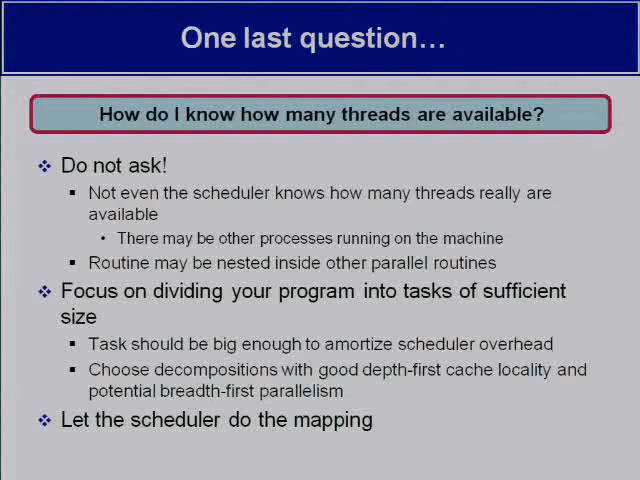 One last question…
How do I know how many threads are available?
❖ Do not ask!
▪ Not even the scheduler knows how many threads really are
available
• There may be other processes running on the machine
▪ Routine may be nested inside other parallel routines
❖ Focus on dividing your program into tasks of sufficient
size
▪ Task should be big enough to amortize scheduler overhead
▪ Choose decompositions with good depth-first cache locality and
potential breadth-first parallelism
❖ Let the scheduler do the mapping